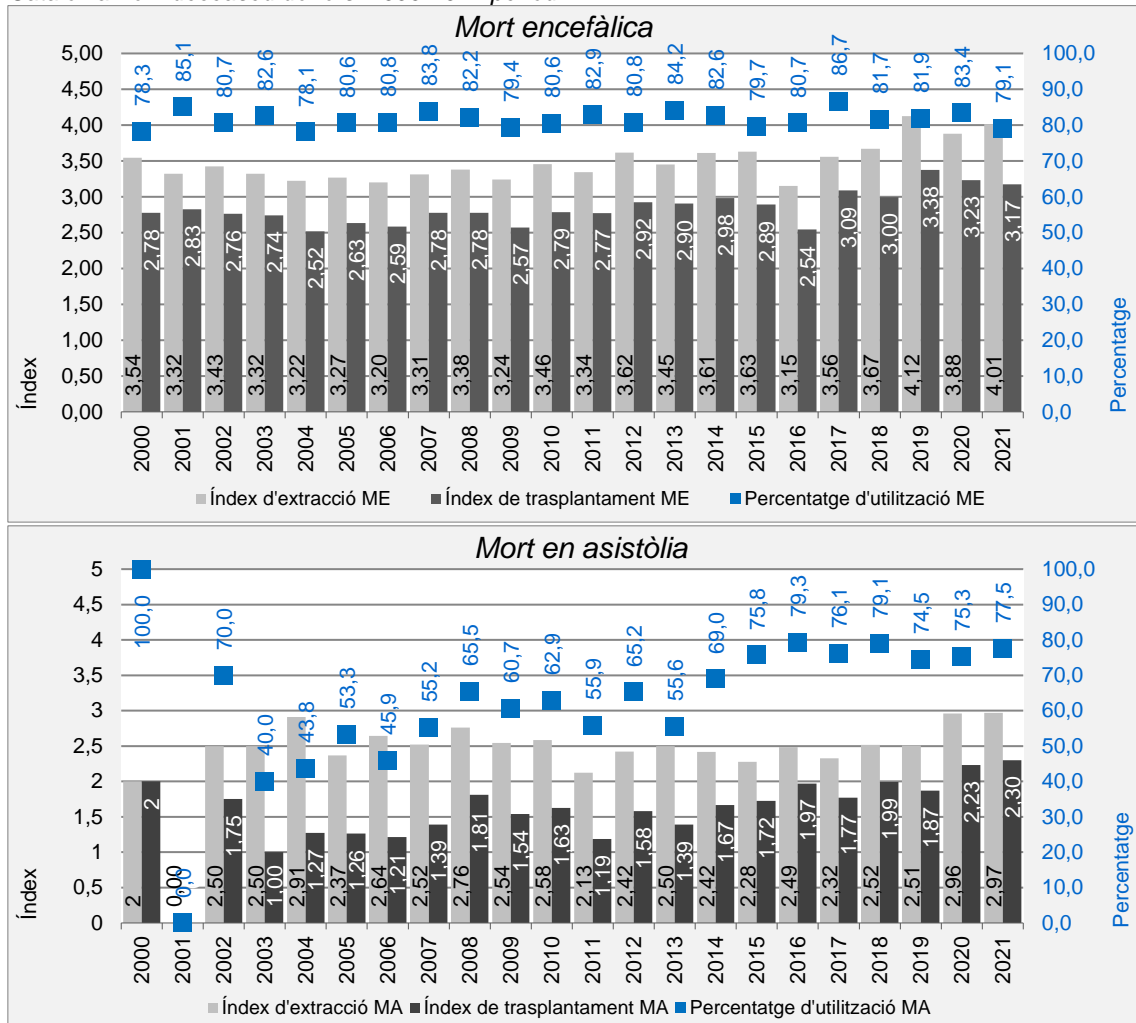 Mort encefàlica
5,00
4,50
4,00
3,50
3,00
2,50
2,00
1,50
1,00
0,50
0,00
Índex
100,0
90,0
80,0
70,0
60,0
50,0
40,0
30,0
20,0
10,0
0,0
Percentatge
78,3 85,1 80,7 82,6 78,1 80,6 80,8 83,8 82,2 79,4 80,6 82,9 80,8 84,2 82,6 79,7 80,7 86,7 81,7 81,9 83,4 79,1
2,78 2,83 2,76 2,74 2,52 2,63 2,59 2,78 2,78 2,57 2,79 2,77 2,92 2,90 2,98 2,89 2,54 3,09 3,00 3,38 3,23 3,17
3,54 3,32 3,43 3,32 3,22 3,27 3,20 3,31 3,38 3,24 3,46 3,34 3,62 3,45 3,61 3,63 3,15 3,56 3,67 4,12 3,88 4,01
2000 2001 2002 2003 2004 2005 2006 2007 2008 2009 2010 2011 2012 2013 2014 2015 2016 2017 2018 2019 2020 2021
Índex d'extracció ME Índex de trasplantament ME Percentatge d'utilització ME
Mort en asistòlia
5
4,5
4
3,5
3
2,5
2
1,5
1
0,5
0
Índex
100,0
90,0
80,0
70,0
60,0
50,0
40,0
30,0
20,0
10,0
0,0
Percentatge
100,0 0,0 70,0 40,0 43,8 53,3 45,9 55,2 65,5 60,7 62,9 55,9 65,2 55,6 69,0 75,8 79,3 76,1 79,1 74,5 75,3 77,5
2 1,75 1,00 1,27 1,26 1,21 1,39 1,81 1,54 1,63 1,19 1,58 1,39 1,67 1,72 1,97 1,77 1,99 1,87 2,23 2,30
2 0,00 2,50 2,50 2,91 2,37 2,64 2,52 2,76 2,54 2,58 2,13 2,42 2,50 2,42 2,28 2,49 2,32 2,52 2,51 2,96 2,97
2000 2001 2002 2003 2004 2005 2006 2007 2008 2009 2010 2011 2012 2013 2014 2015 2016 2017 2018 2019 2020 2021
Índex d'extracció MA Índex de trasplantament MA Percentatge d'utilització MA